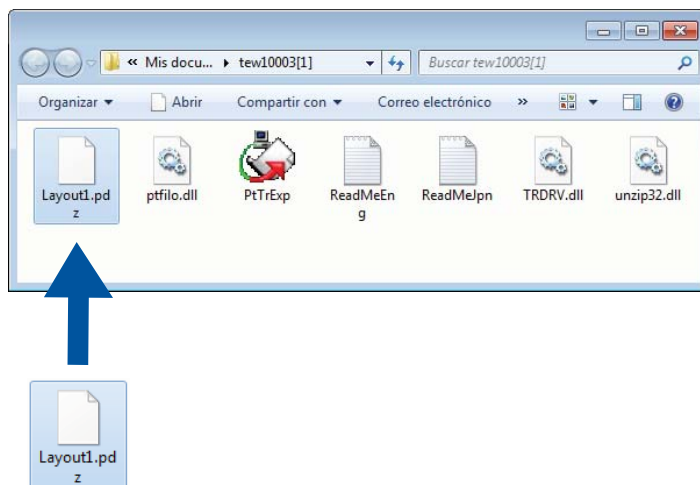 « Mis docu... ▸ tew10003[1]
Buscar tew10003[1]
Organizar ▾ Abrir Compartir con ▾ Correo electrónico »
Layout1.pd
z
ptfilo.dll
PtTrExp
ReadMeEn
g
ReadMeJpn
TRDRV.dll
unzip32.dll
Layout1.pd
z